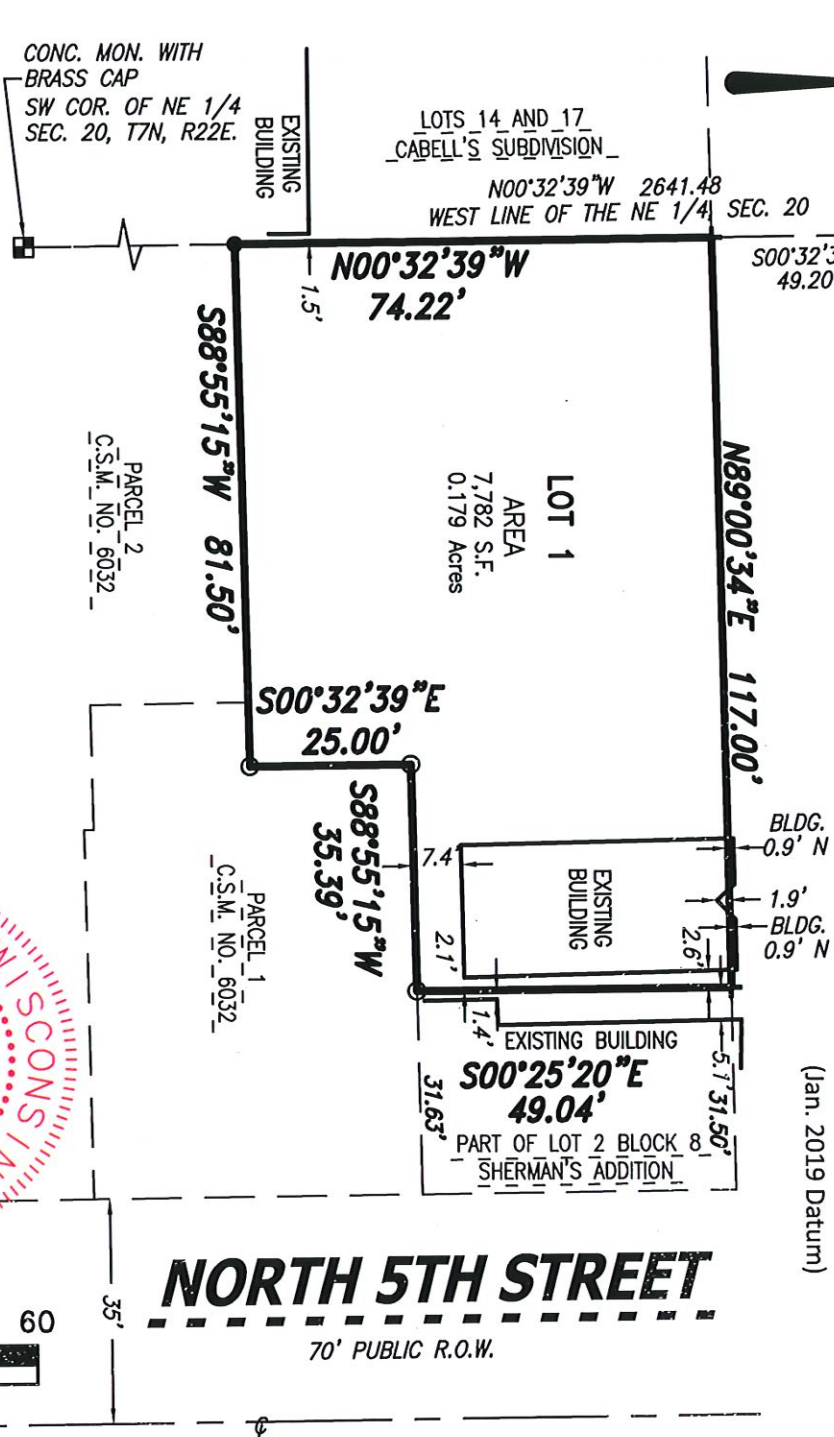 CONC. MON. WITH
BRASS CAP
SW COR. OF NE 1/4
SEC. 20, T7N, R22E.
EXISTING
BUILDING
LOTS 14 AND 17
CABELL'S SUBDIVISION
N00°32'39"W 2641.48
WEST LINE OF THE NE 1/4 SEC. 20
S00°32'3
49.20
N00°32'39"W
74.22'
1.5'
S88°55'15"W 81.50'
PARCEL 2
C.S.M. NO. 6032
LOT 1
AREA
7,782 S.F.
0.179 Acres
N89°00'34"E 117.00'
S00°32'39"E
25.00'
S88°55'15"W
35.39'
PARCEL 1
C.S.M. NO. 6032
7.4'
EXISTING
BUILDING
2.1'
2.6'
BLDG.
0.9' N
1.9'
BLDG.
0.9' N
1.4'
EXISTING BUILDING
5.1'
S00°25'20"E
49.04'
31.63'
31.50'
PART OF LOT 2 BLOCK 8
SHERMAN'S ADDITION
(Jan. 2019 Datum)
WISCONSIN
NORTH 5TH STREET
70' PUBLIC R.O.W.
35'
60